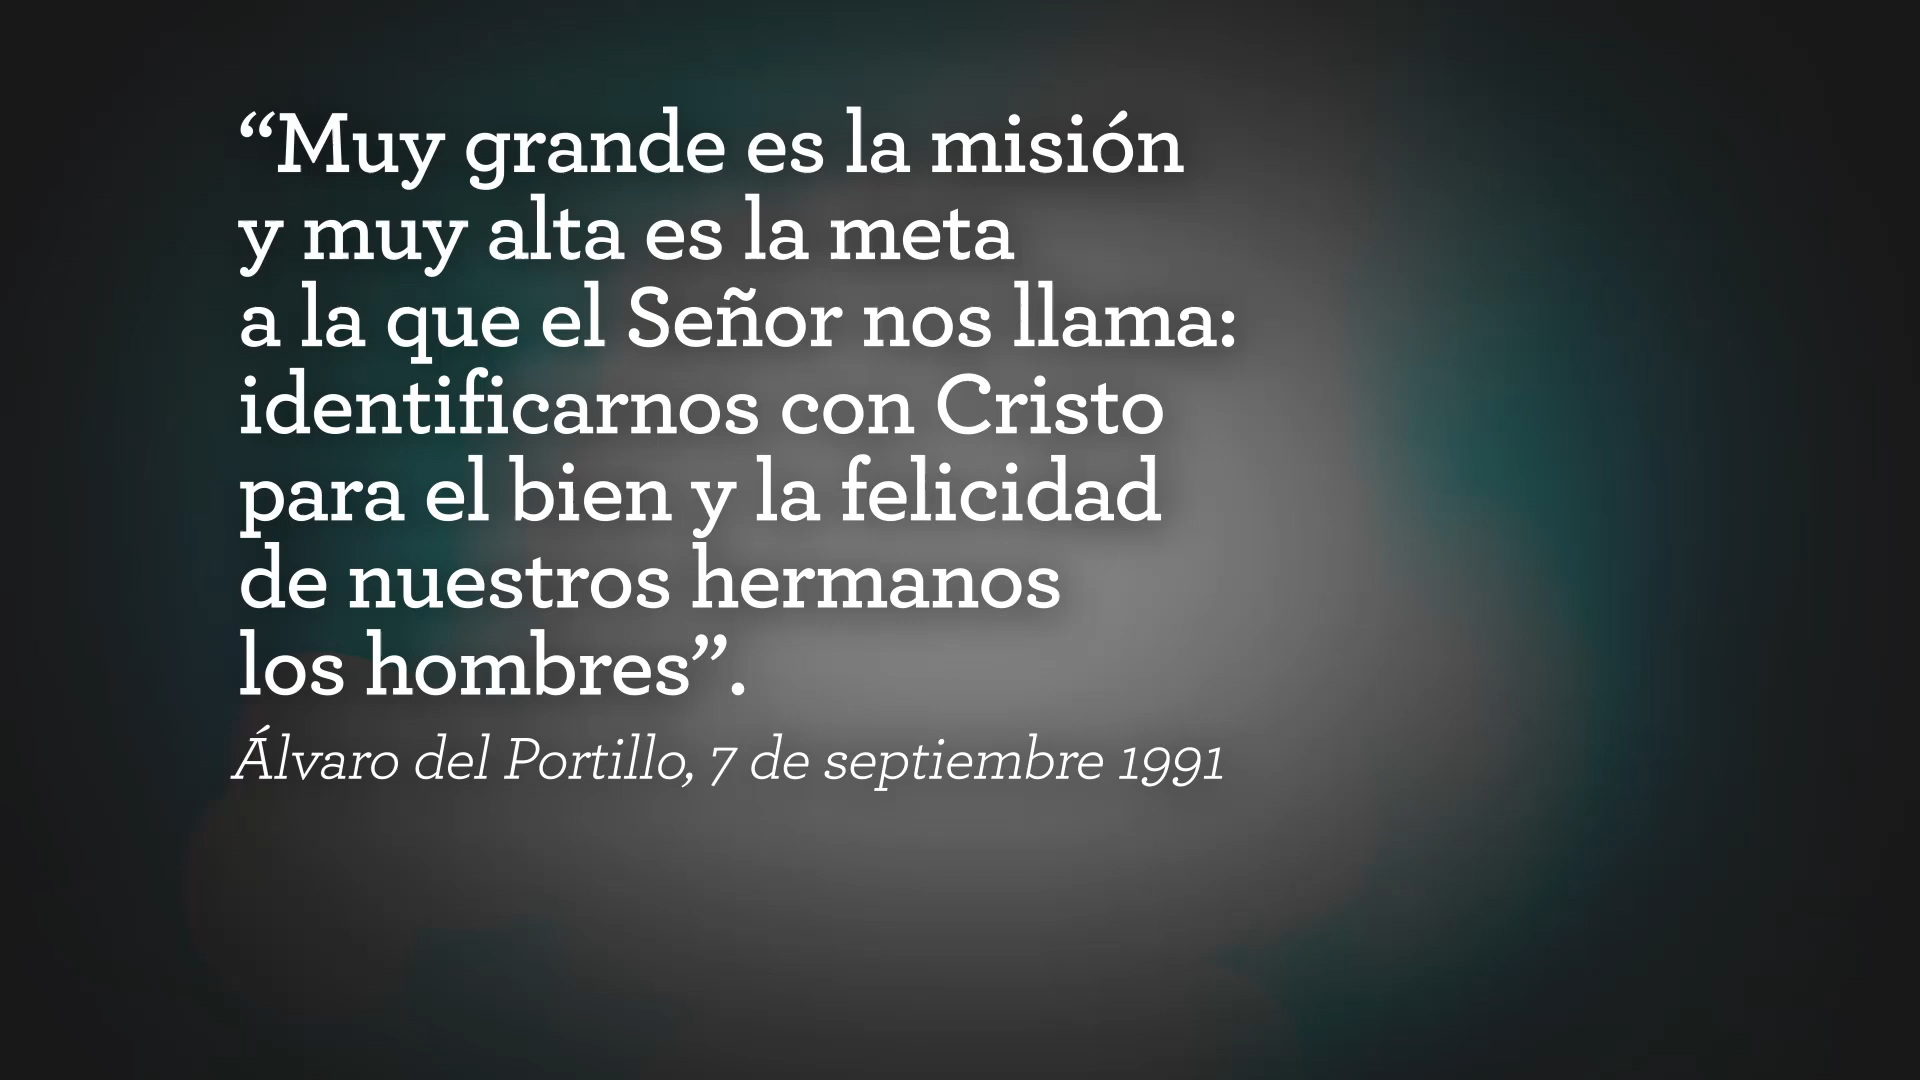 “Muy grande es la misión
y muy alta es la meta
a la que el Señor nos llama:
identificarnos con Cristo
para el bien y la felicidad
de nuestros hermanos
los hombres”.
Álvaro del Portillo, 7 de septiembre 1991